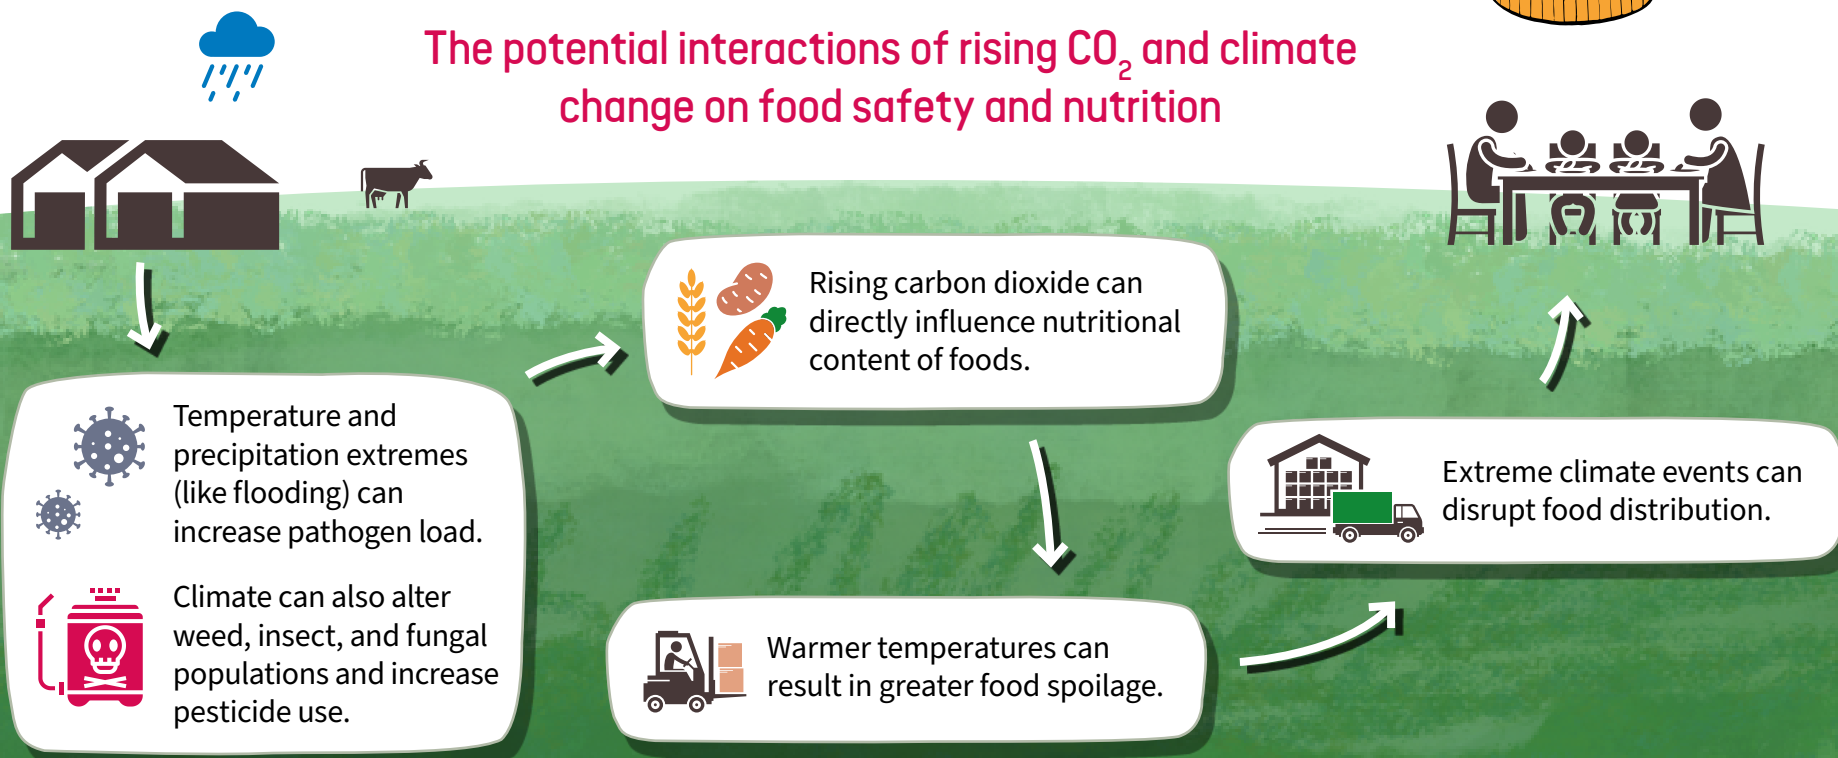 The potential interactions of rising CO₂ and climate
change on food safety and nutrition
Rising carbon dioxide can
directly influence nutritional
content of foods.
Temperature and
precipitation extremes
(like flooding) can
increase pathogen load.
Climate can also alter
weed, insect, and fungal
populations and increase
pesticide use.
Warmer temperatures can
result in greater food spoilage.
Extreme climate events can
disrupt food distribution.